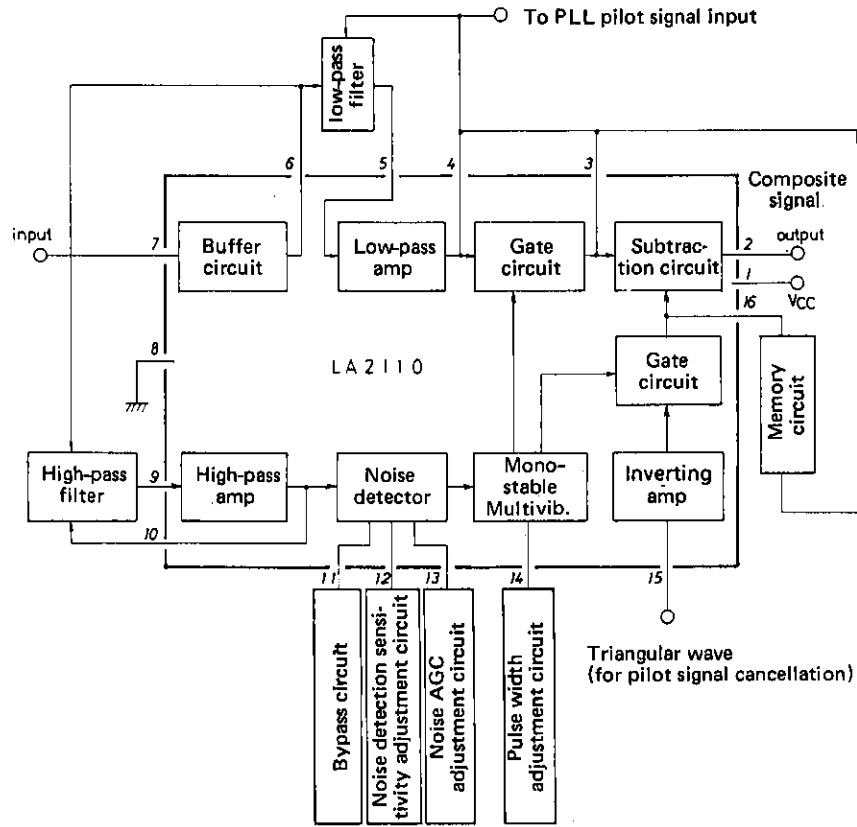 To PLL pilot signal input
low-pass
filter
6
5
4
3
Composite
signal.
input
7
Buffer
circuit
Low-pass
amp
Gate
circuit
Subtrac-
tion circuit
2
output
1
VCC
16
8
LA2110
Gate
circuit
Memory
circuit
High-pass
filter
9
High-pass
amp
Noise
detector
Mono-
stable
Multivib.
Inverting
amp
10
11
12
13
14
15
Bypass circuit
Noise detection sensi-
tivity adjustment circuit
Noise AGC
adjustment circuit
Pulse width
adjustment circuit
Triangular wave
(for pilot signal cancellation)